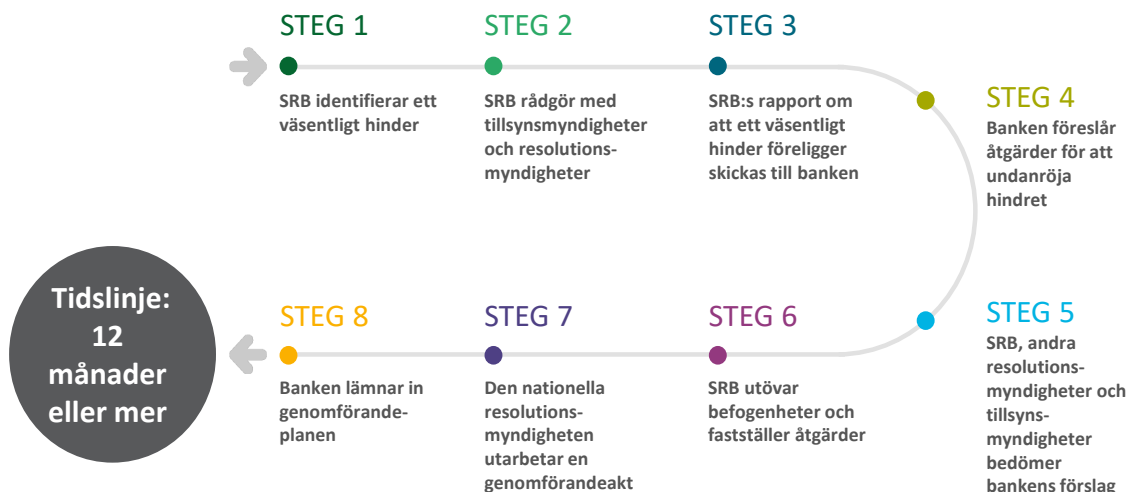 STEG 1
SRB identifierar ett
väsentligt hinder
STEG 2
SRB rådgör med
tillsynsmyndigheter
och resolutions-
myndigheter
STEG 3
SRB:s rapport om
att ett väsentligt
hinder föreligger
skickas till banken
STEG 4
Banken föreslår
åtgärder för att
undanröja
hindret
STEG 5
SRB, andra
resolutions-
myndigheter och
tillsyns-
myndigheter
bedömer
bankens förslag
STEG 6
SRB utövar
befogenheter och
fastställer åtgärder
STEG 7
Den nationella
resolutions-
myndigheten
utarbetar en
genomförandeakt
STEG 8
Banken lämnar in
genomförande-
planen
Tidslinje:
12
månader
eller mer